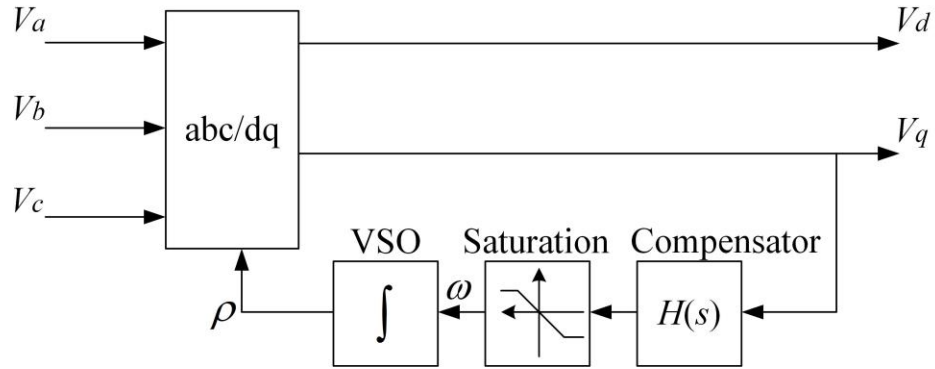 Va
Vd
Vb
abc/dq
Vq
Vc
VSO
Saturation
Compensator
ρ
∫
ω
H(s)